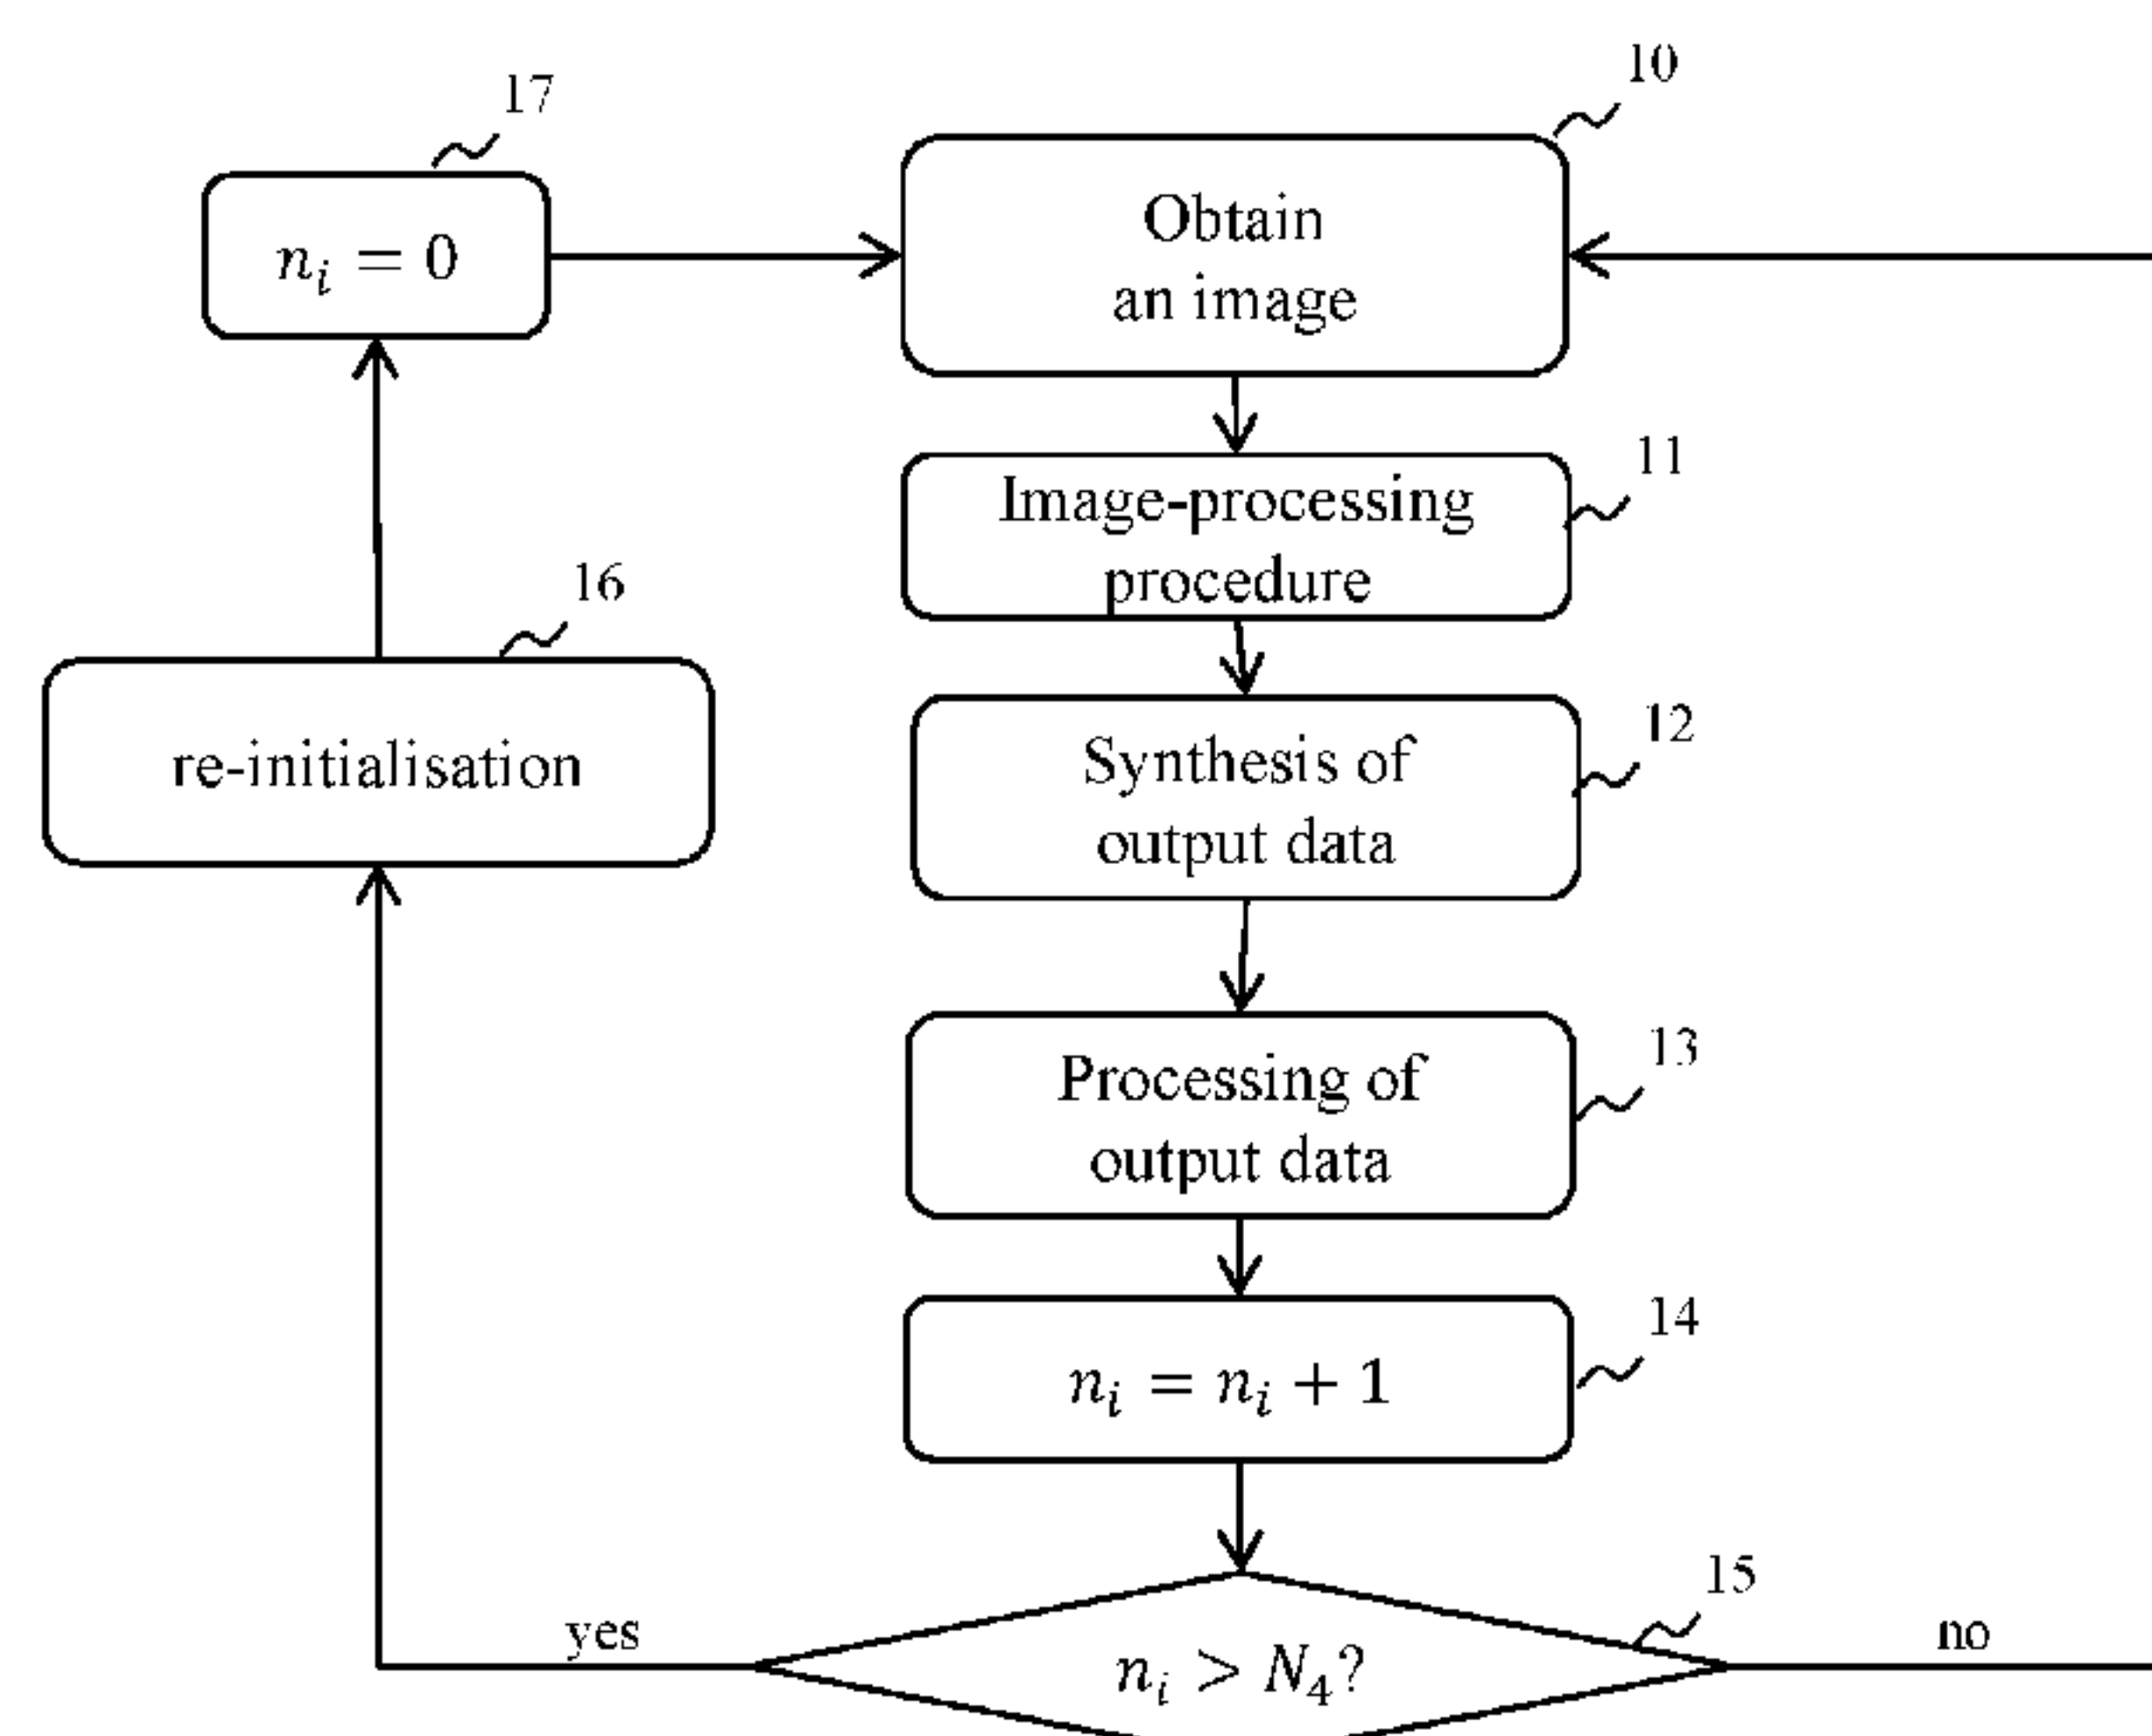 10
17
Obtain
an image
n_i = 0
11
Image-processing
procedure
16
12
re-initialisation
Synthesis of
output data
13
Processing of
output data
14
n_i = n_i + 1
15
yes
no
n_i > N_4?